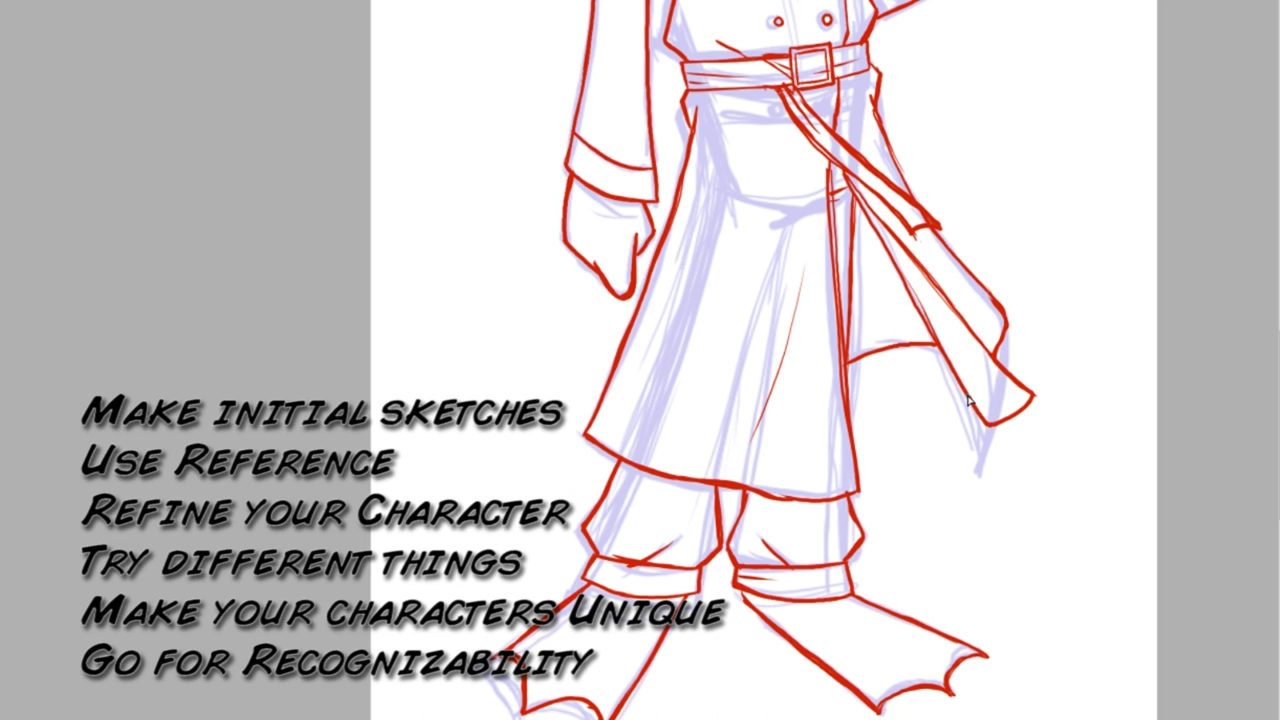 Make initial sketches
Use Reference
Refine your Character
Try different things
Make your characters Unique
Go for Recognizability